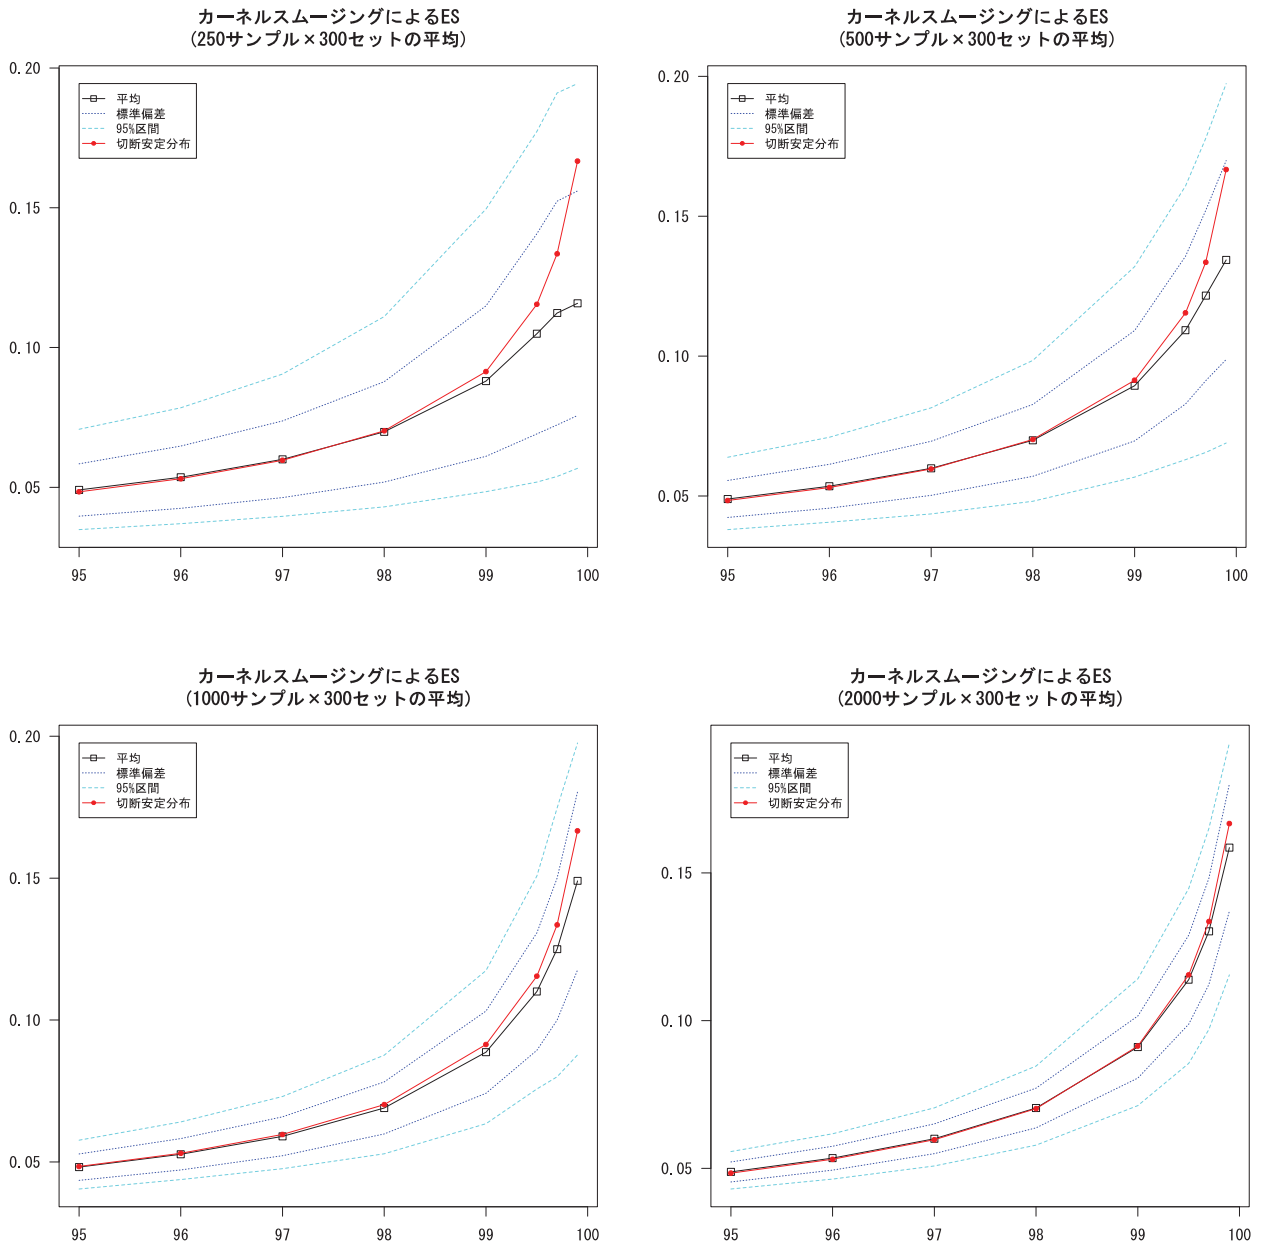 カーネルスムージングによるES
(250サンプル×300セットの平均)
0.20
0.15
0.10
0.05
平均
標準偏差
95%区間
切断安定分布
95 96 97 98 99 100
カーネルスムージングによるES
(500サンプル×300セットの平均)
0.20
0.15
0.10
0.05
平均
標準偏差
95%区間
切断安定分布
95 96 97 98 99 100
カーネルスムージングによるES
(1000サンプル×300セットの平均)
0.20
0.15
0.10
0.05
平均
標準偏差
95%区間
切断安定分布
95 96 97 98 99 100
カーネルスムージングによるES
(2000サンプル×300セットの平均)
0.15
0.10
0.05
平均
標準偏差
95%区間
切断安定分布
95 96 97 98 99 100